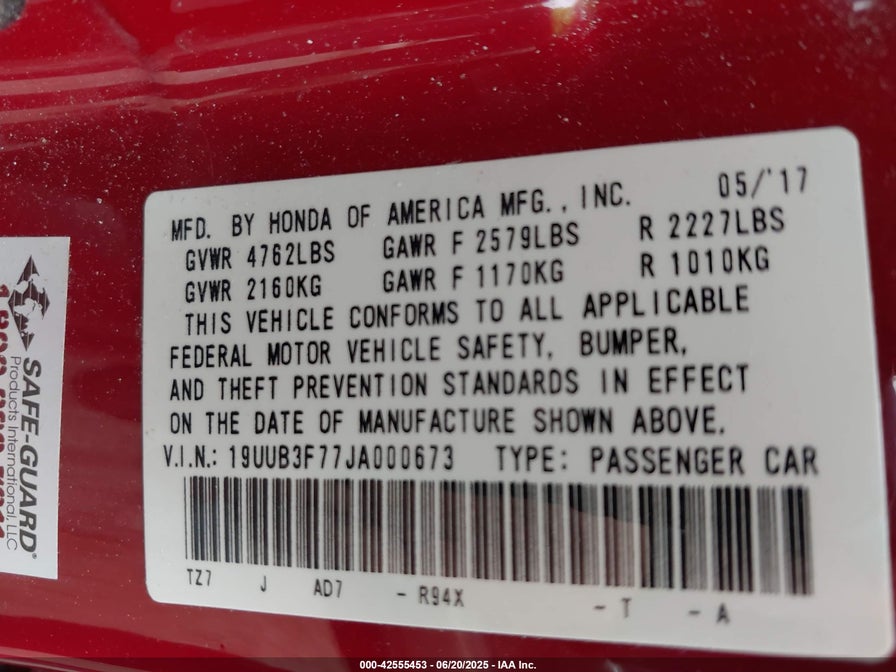 MFD. BY HONDA OF AMERICA MFG., INC. 05/'17
GVWR 4762LBS GAWR F 2579LBS R 2227LBS
GVWR 2160KG GAWR F 1170KG R 1010KG
THIS VEHICLE CONFORMS TO ALL APPLICABLE
FEDERAL MOTOR VEHICLE SAFETY, BUMPER,
AND THEFT PREVENTION STANDARDS IN EFFECT
ON THE DATE OF MANUFACTURE SHOWN ABOVE.
V.I.N.: 19UUB3F77JA000673 TYPE: PASSENGER CAR
TZ7 J AD7 - R94X - T - A
SAFE-GUARD®
Products International, LLC
000-42555453 - 06/20/2025 - IAA Inc.